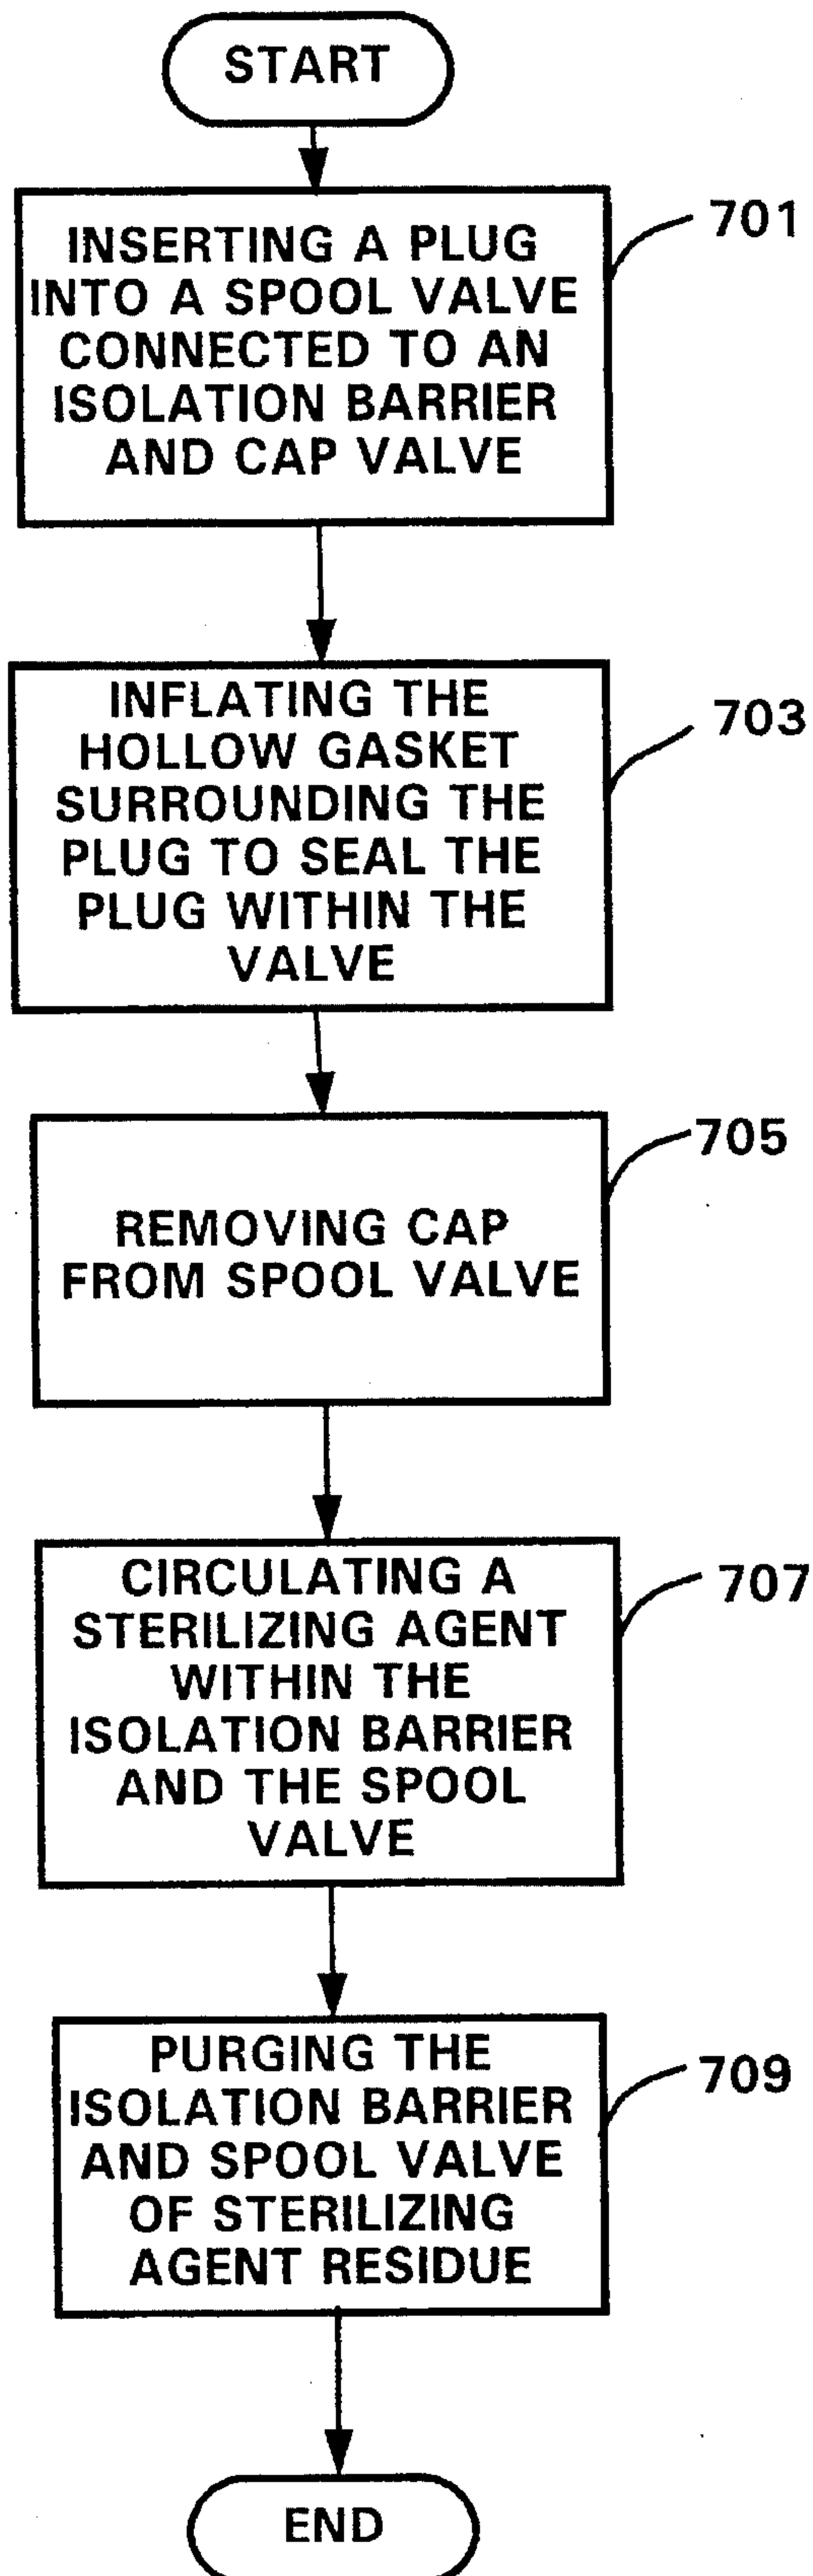 START
INSERTING A PLUG
INTO A SPOOL VALVE
CONNECTED TO AN
ISOLATION BARRIER
AND CAP VALVE
701
INFLATING THE
HOLLOW GASKET
SURROUNDING THE
PLUG TO SEAL THE
PLUG WITHIN THE
VALVE
703
REMOVING CAP
FROM SPOOL VALVE
705
CIRCULATING A
STERILIZING AGENT
WITHIN THE
ISOLATION BARRIER
AND THE SPOOL
VALVE
707
PURGING THE
ISOLATION BARRIER
AND SPOOL VALVE
OF STERILIZING
AGENT RESIDUE
709
END